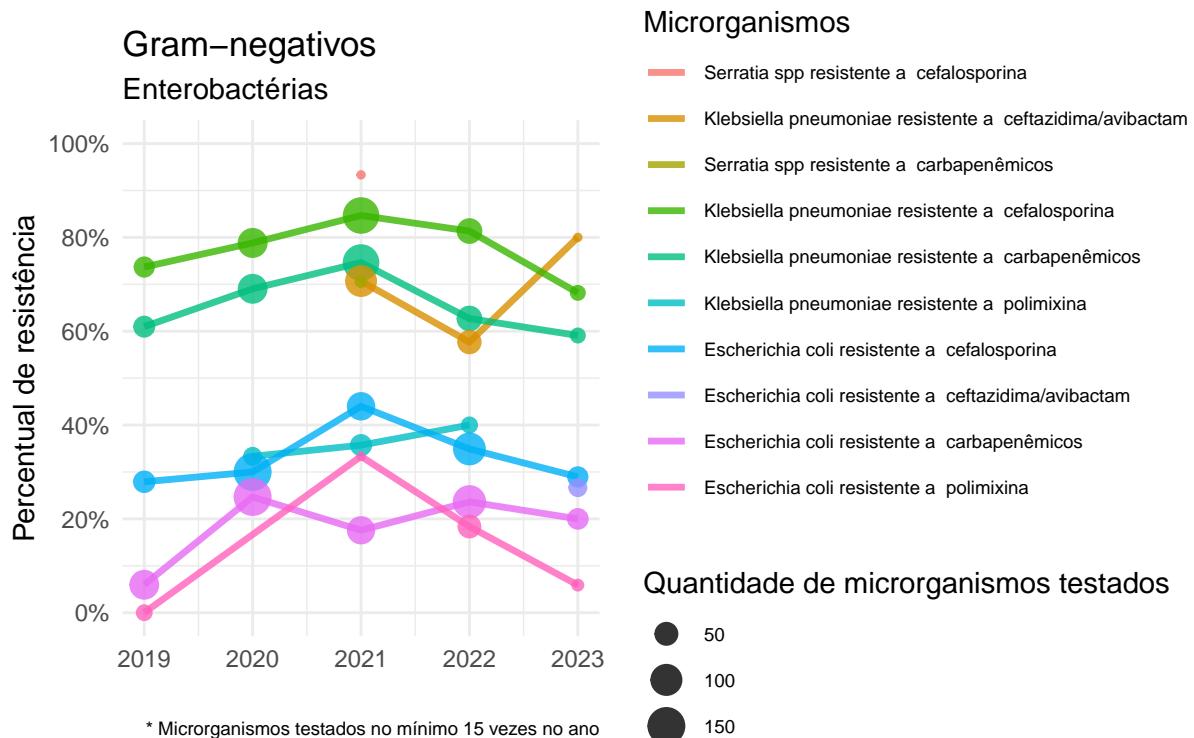 Gram−negativos
Enterobactérias
100%
80%
60%
40%
20%
0%
Percentual de resistência
2019 2020 2021 2022 2023
* Microrganismos testados no mínimo 15 vezes no ano
Microrganismos
Serratia spp resistente a  cefalosporina
Klebsiella pneumoniae resistente a  ceftazidima/avibactam
Serratia spp resistente a  carbapenêmicos
Klebsiella pneumoniae resistente a  cefalosporina
Klebsiella pneumoniae resistente a  carbapenêmicos
Klebsiella pneumoniae resistente a  polimixina
Escherichia coli resistente a  cefalosporina
Escherichia coli resistente a  ceftazidima/avibactam
Escherichia coli resistente a  carbapenêmicos
Escherichia coli resistente a  polimixina
Quantidade de microrganismos testados
50
100
150